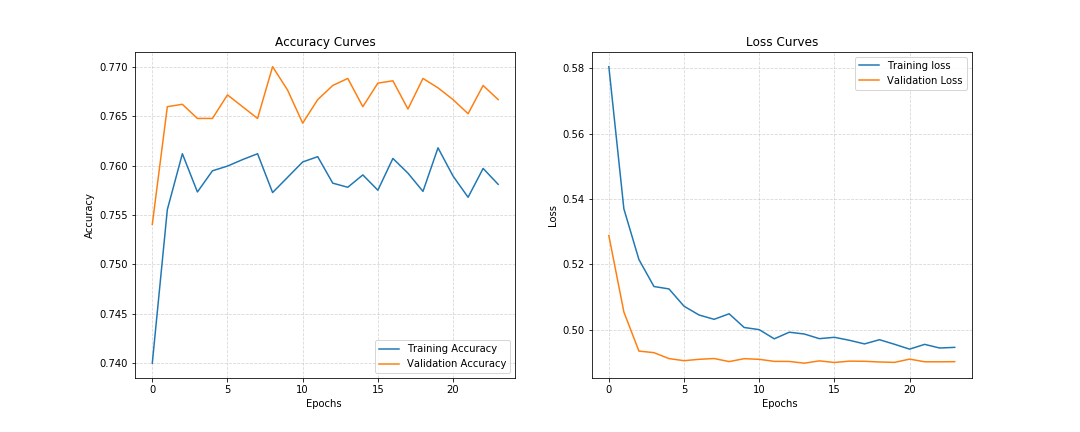 Accuracy Curves
0.770
0.765
0.760
0.755
0.750
0.745
0.740
Accuracy
Training Accuracy
Validation Accuracy
0 5 10 15 20
Epochs
Loss Curves
0.58
0.56
0.54
0.52
0.50
Loss
Training loss
Validation Loss
0 5 10 15 20
Epochs